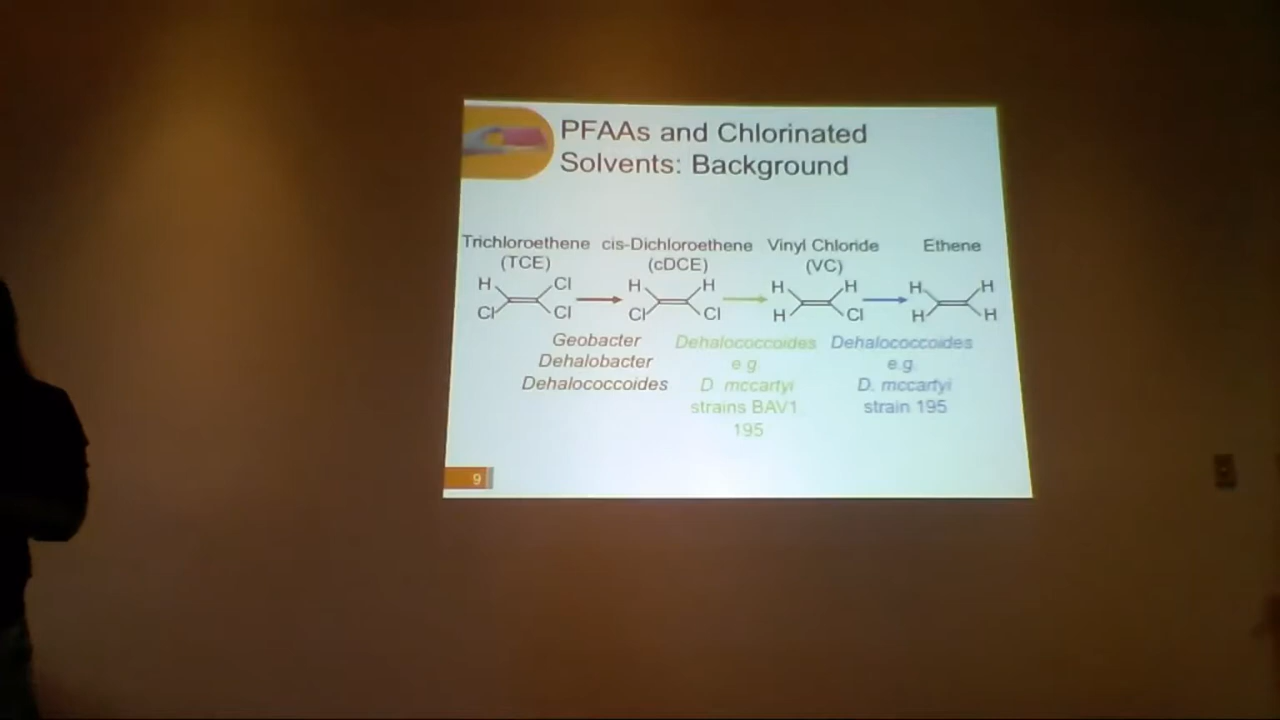 PFAAs and Chlorinated
Solvents: Background
Trichloroethene cis-Dichloroethene Vinyl Chloride Ethene
(TCE) (cDCE) (VC)
H Cl H H H H H H
Cl Cl Cl Cl H Cl H H
Geobacter Dehalococcoides Dehalococcoides
Dehalobacter e.g. e.g.
Dehalococcoides D mccartyi D. mccartyi
strains BAV1 strain 195
195
9